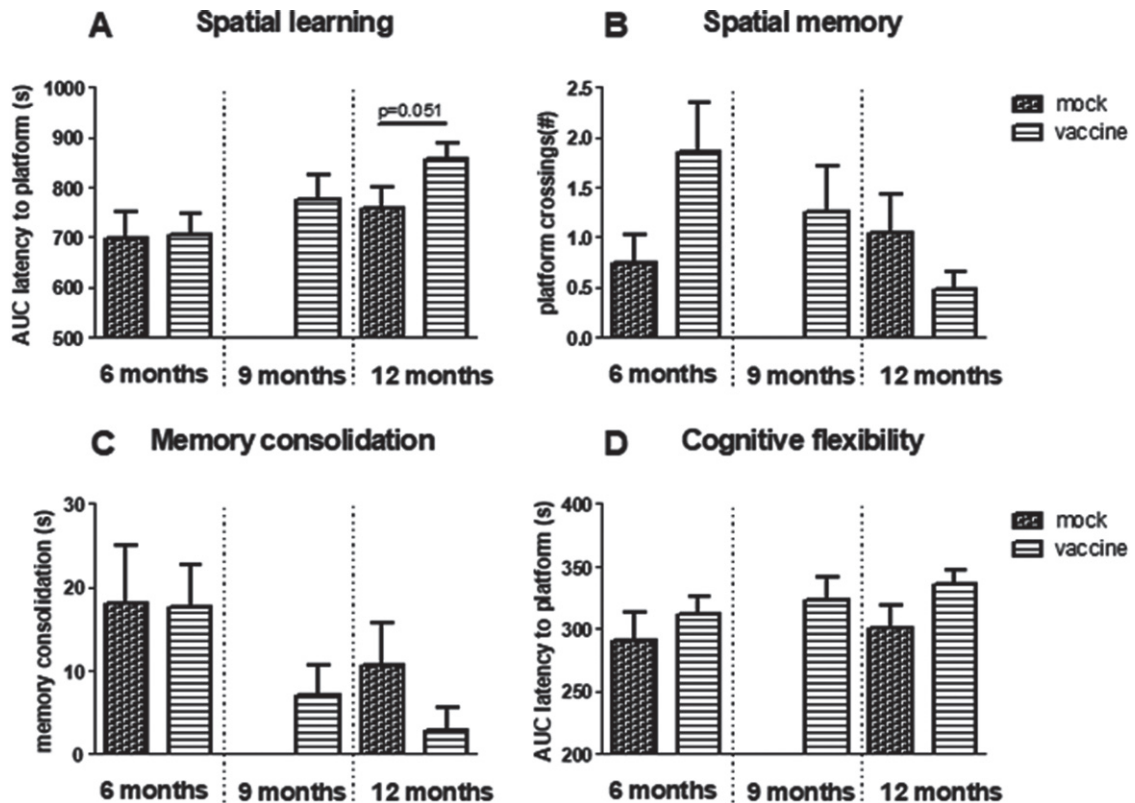 A Spatial learning
AUC latency to platform (s)
1000
900
800
700
600
500
p=0.051
6 months 9 months 12 months
B Spatial memory
platform crossings(#)
2.5
2.0
1.5
1.0
0.5
0.0
6 months 9 months 12 months
mock
vaccine
C Memory consolidation
memory consolidation (s)
30
20
10
0
6 months 9 months 12 months
D Cognitive flexibility
AUC latency to platform (s)
400
350
300
250
200
6 months 9 months 12 months
mock
vaccine